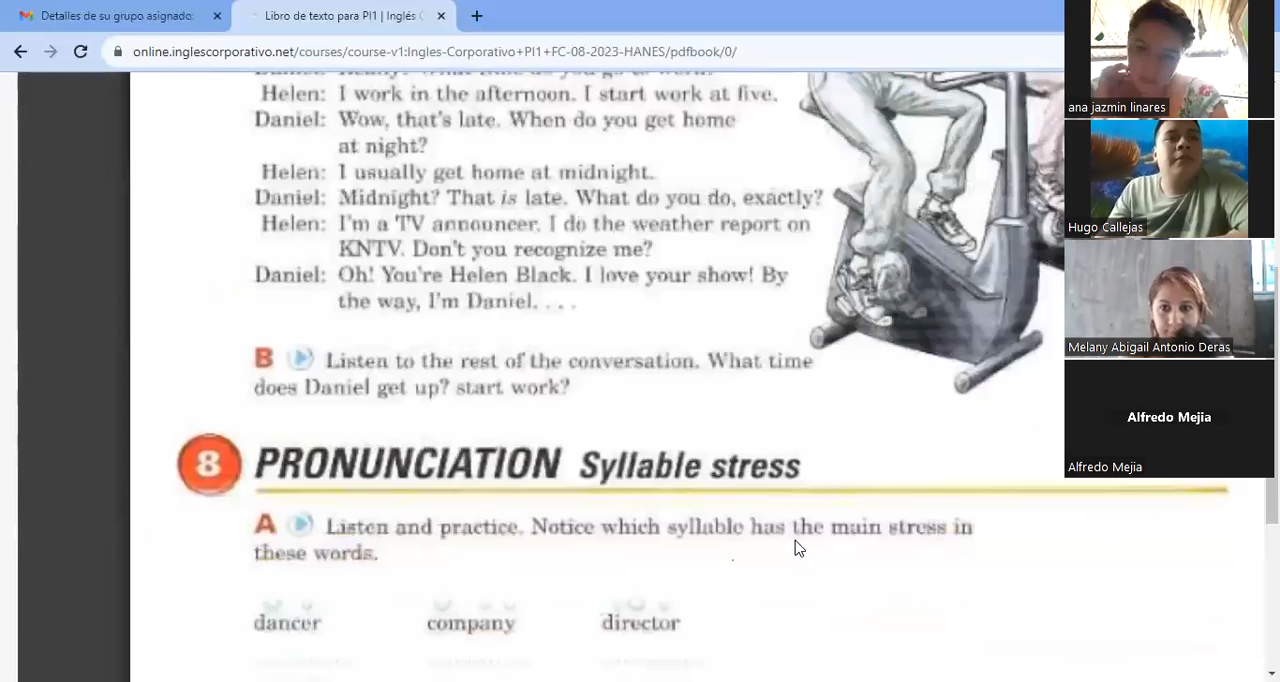 Detalles de su grupo asignado
Libro de texto para PI1 | Inglés
online.inglescorporativo.net/courses/course-v1:Ingles-Corporativo+PI1+FC-08-2023-HANES/pdfbook/0/
Helen: I work in the afternoon. I start work at five.
Daniel: Wow, that's late. When do you get home
at night?
Helen: I usually get home at midnight.
Daniel: Midnight? That is late. What do you do, exactly?
Helen: I'm a TV announcer. I do the weather report on
KNTV. Don't you recognize me?
Daniel: Oh! You're Helen Black. I love your show! By
the way, I'm Daniel. . . .
B Listen to the rest of the conversation. What time
does Daniel get up? start work?
8 PRONUNCIATION Syllable stress
A Listen and practice. Notice which syllable has the main stress in
these words.
dancer company director
ana jazmin linares
Hugo Callejas
Melany Abigail Antonio Deras
Alfredo Mejia
Alfredo Mejia